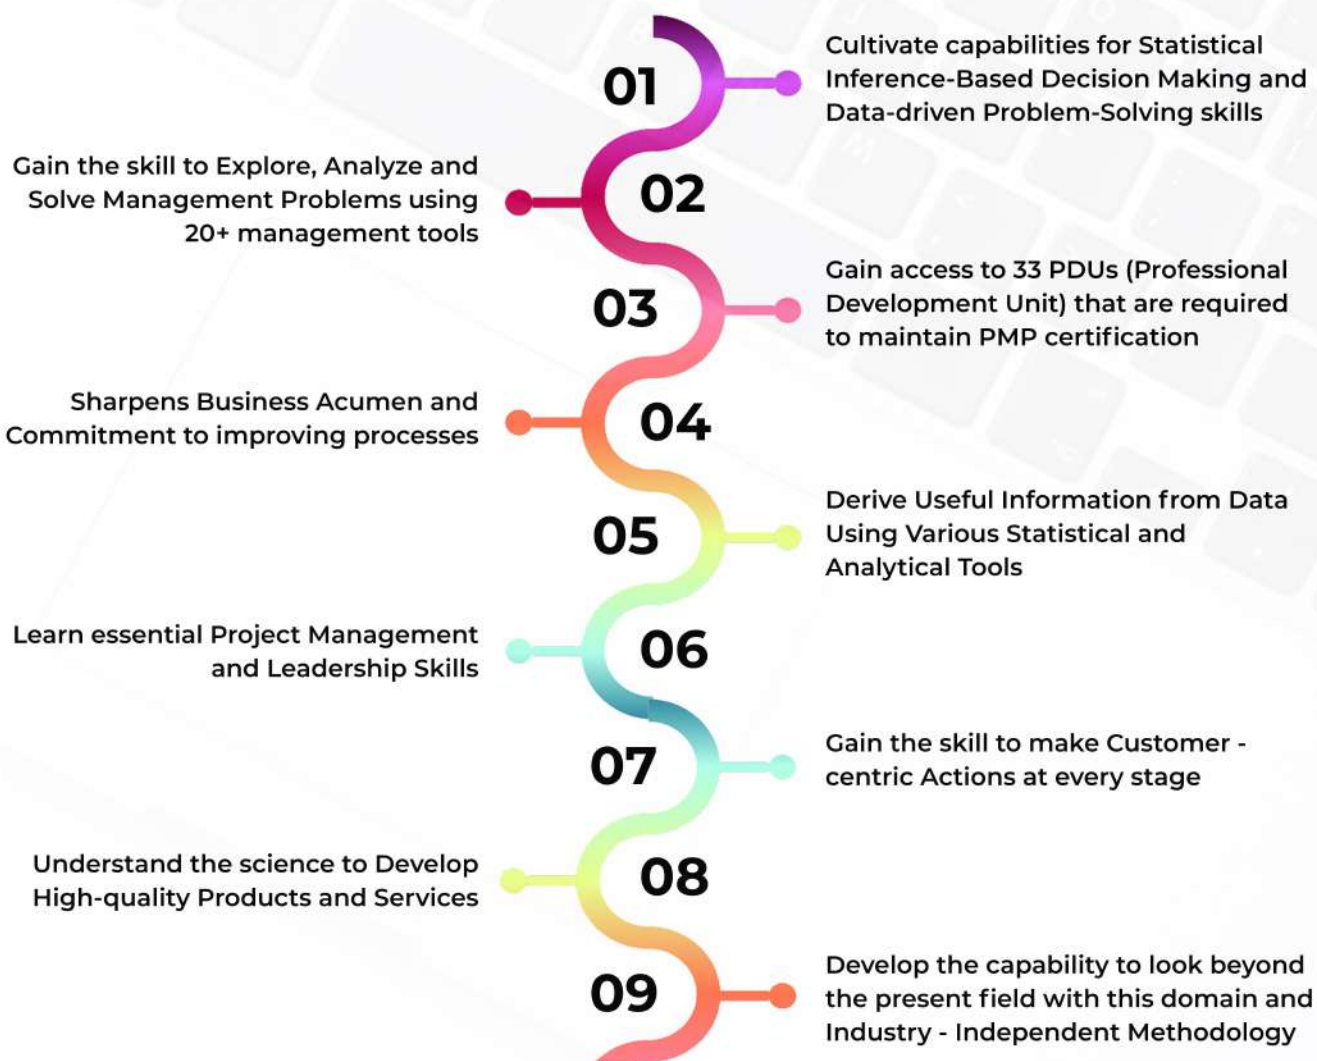 01
Cultivate capabilities for Statistical
Inference-Based Decision Making and
Data-driven Problem-Solving skills
Gain the skill to Explore, Analyze and
Solve Management Problems using
20+ management tools
02
03
Gain access to 33 PDUs (Professional
Development Unit) that are required
to maintain PMP certification
Sharpens Business Acumen and
Commitment to improving processes
04
05
Derive Useful Information from Data
Using Various Statistical and
Analytical Tools
Learn essential Project Management
and Leadership Skills
06
07
Gain the skill to make Customer -
centric Actions at every stage
Understand the science to Develop
High-quality Products and Services
08
09
Develop the capability to look beyond
the present field with this domain and
Industry - Independent Methodology